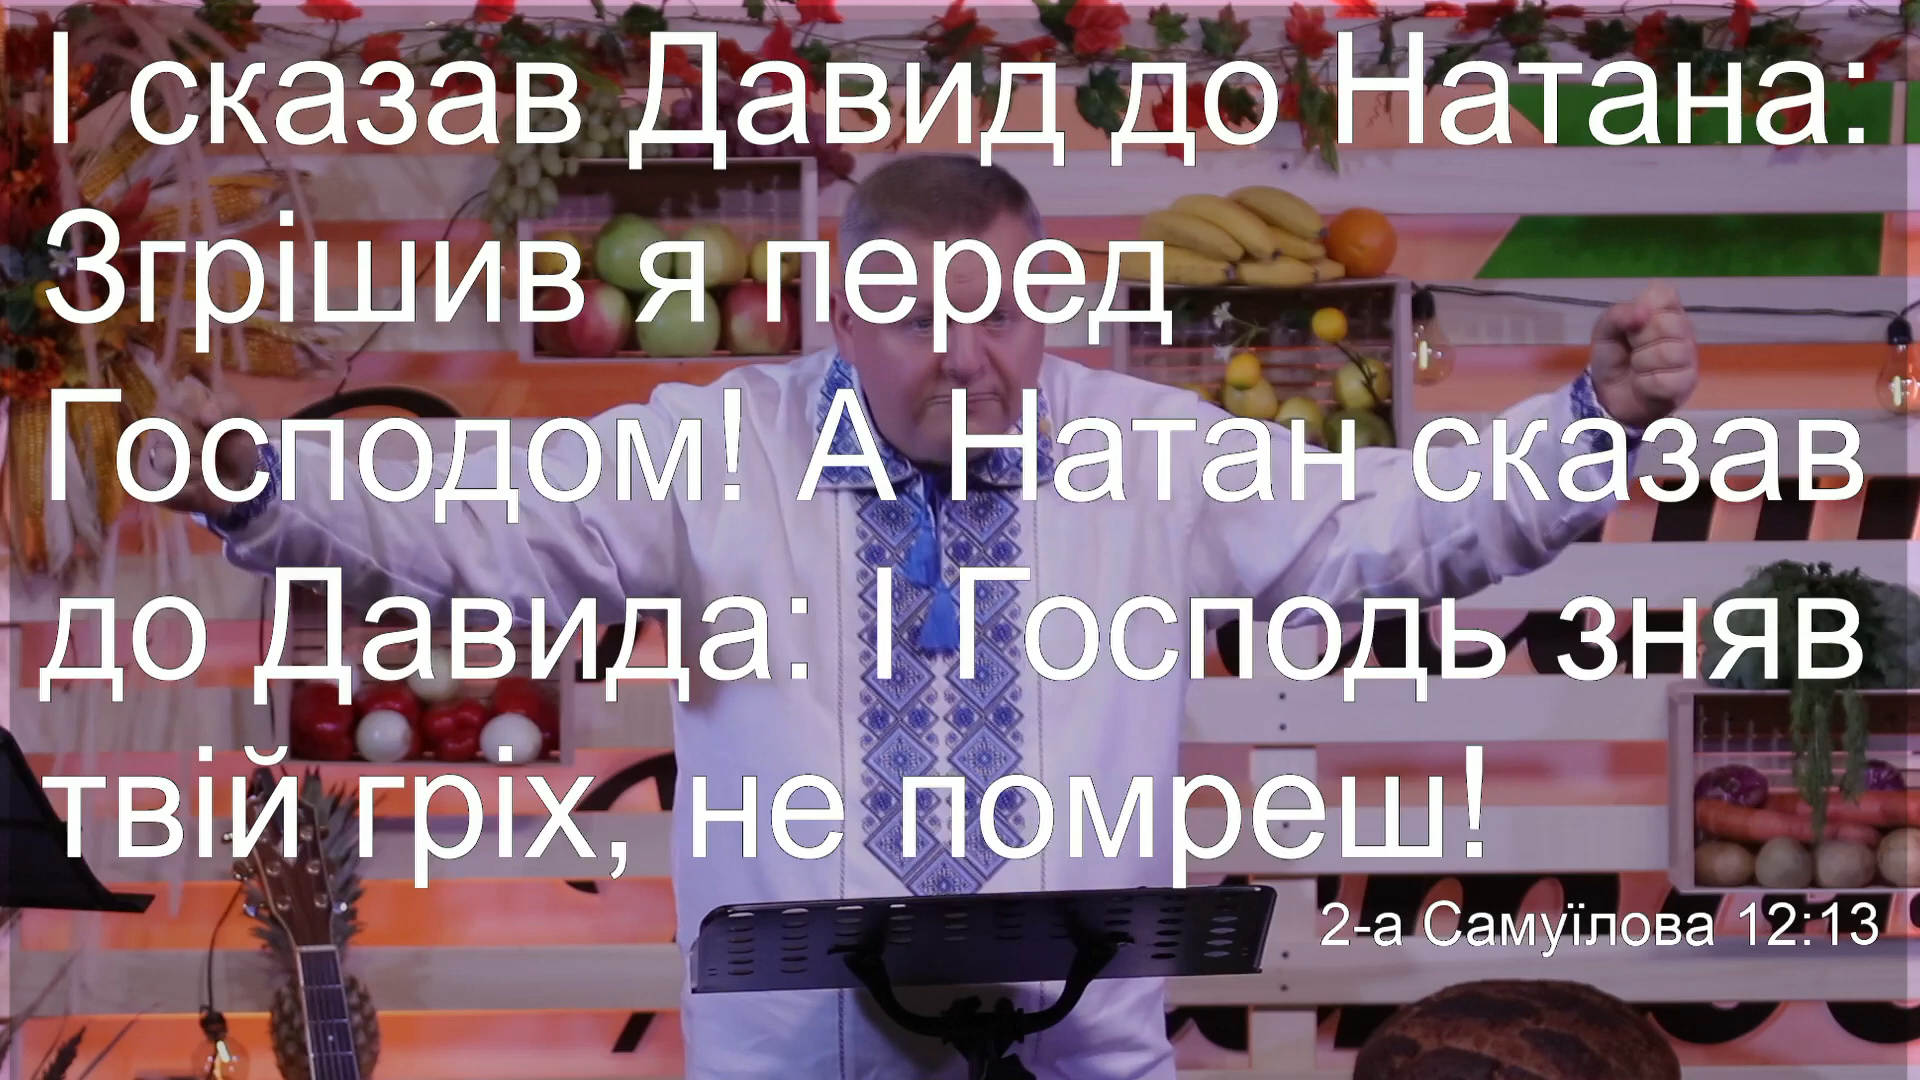 І сказав Давид до Натана:
Згрішив я перед
Господом! А Натан сказав
до Давида: І Господь зняв
твій гріх, не помреш!
2-а Самуїлова 12:13